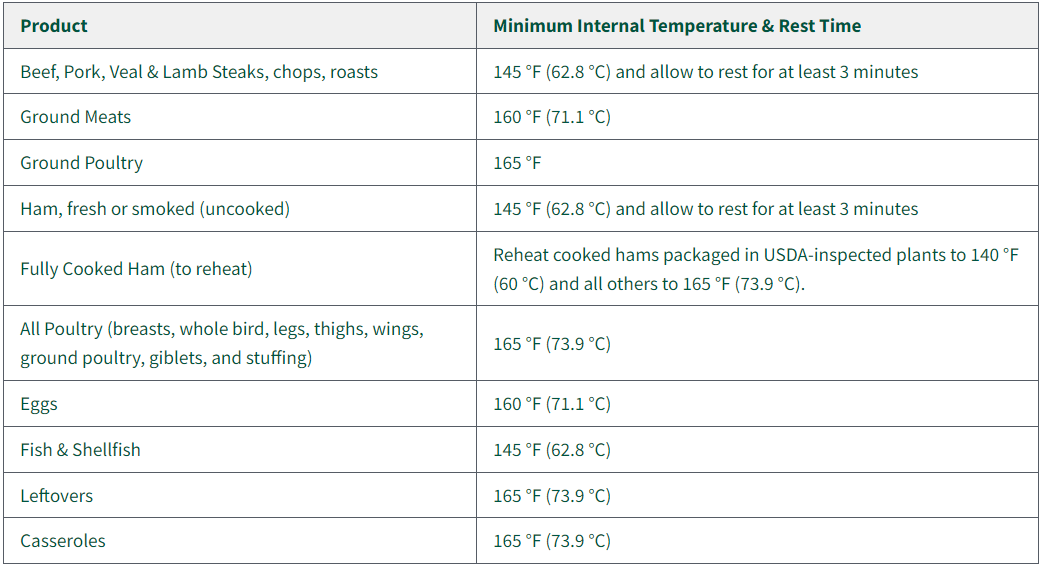 Product
Minimum Internal Temperature & Rest Time
Beef, Pork, Veal & Lamb Steaks, chops, roasts
145 °F (62.8 °C) and allow to rest for at least 3 minutes
Ground Meats
160 °F (71.1 °C)
Ground Poultry
165 °F
Ham, fresh or smoked (uncooked)
145 °F (62.8 °C) and allow to rest for at least 3 minutes
Fully Cooked Ham (to reheat)
Reheat cooked hams packaged in USDA-inspected plants to 140 °F
(60 °C) and all others to 165 °F (73.9 °C).
All Poultry (breasts, whole bird, legs, thighs, wings,
ground poultry, giblets, and stuffing)
165 °F (73.9 °C)
Eggs
160 °F (71.1 °C)
Fish & Shellfish
145 °F (62.8 °C)
Leftovers
165 °F (73.9 °C)
Casseroles
165 °F (73.9 °C)